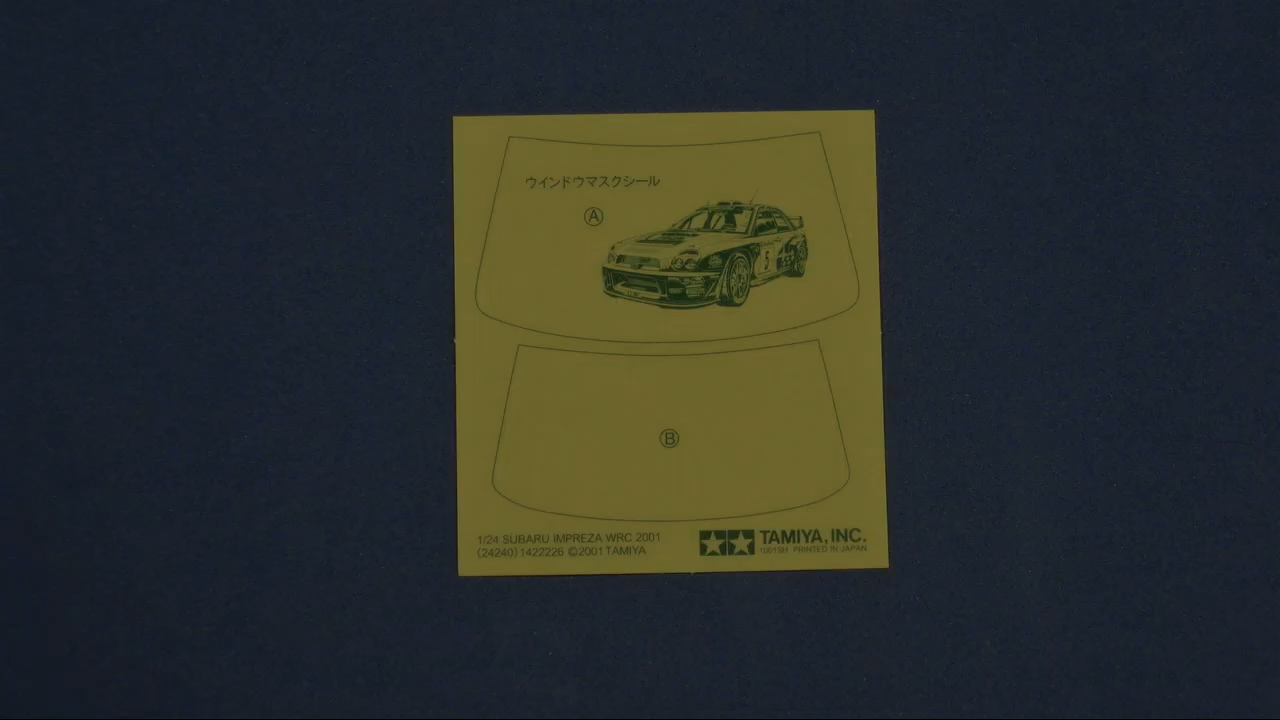 ウインドウマスクシール
A
5
B
1/24 SUBARU IMPREZA WRC 2001
(24240) 1422226 ©2001 TAMIYA
TAMIYA, INC.
PRINTED IN JAPAN